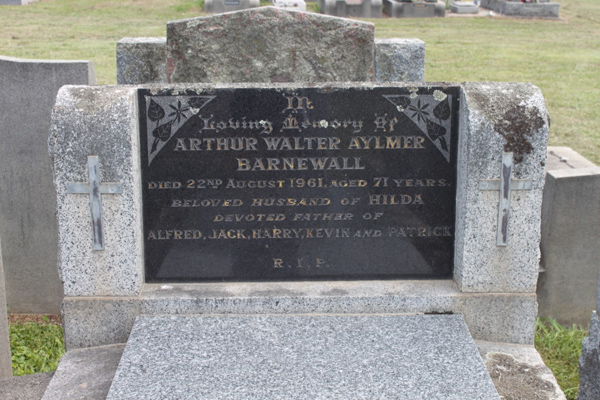 In
Loving Memory Of
ARTHUR WALTER AYLMER
BARNEWALL
DIED 22ND AUGUST 1961. AGED 71 YEARS.
BELOVED HUSBAND OF HILDA
DEVOTED FATHER OF
ALFRED, JACK, HARRY, KEVIN AND PATRICK
R.I.P.